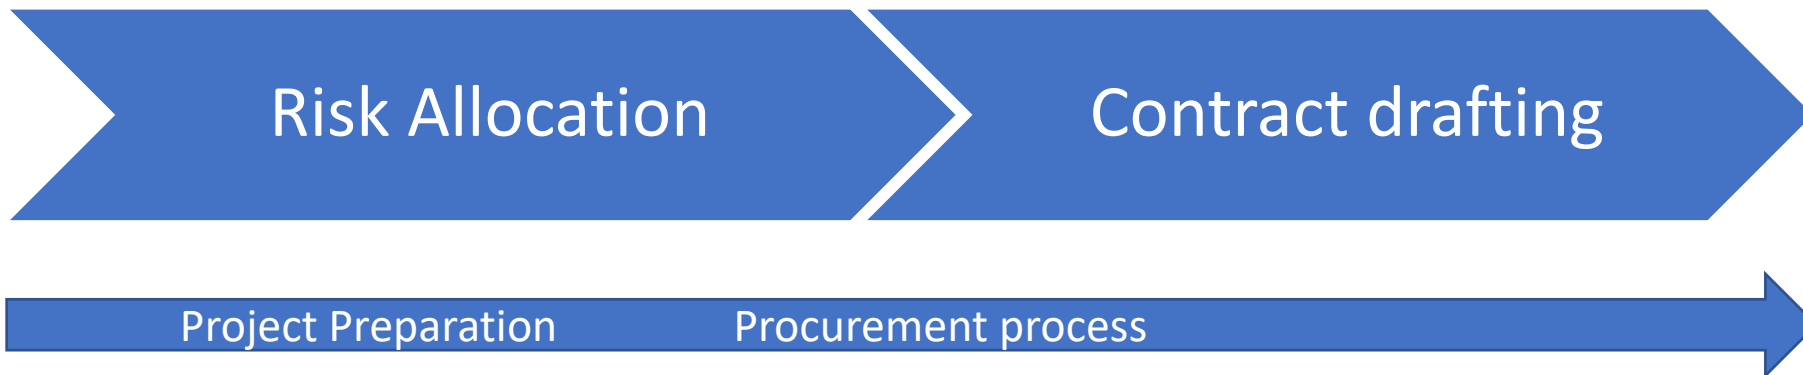 Risk Allocation
Contract drafting
Project Preparation
Procurement process